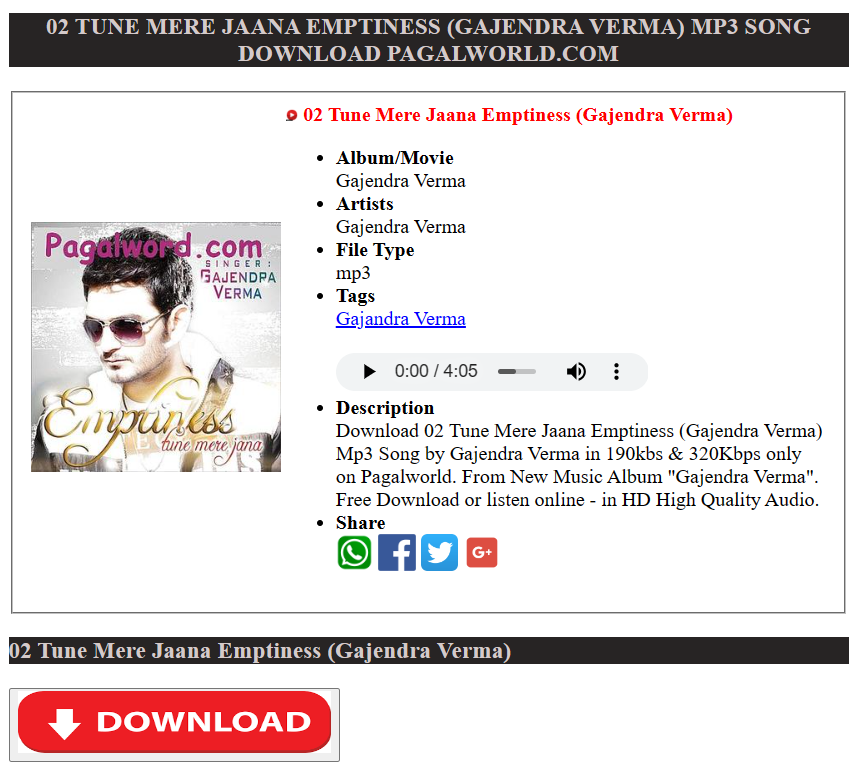 02 TUNE MERE JAANA EMPTINESS (GAJENDRA VERMA) MP3 SONG
DOWNLOAD PAGALWORLD.COM
02 Tune Mere Jaana Emptiness (Gajendra Verma)
Pagalword.com
SINGER:
GAJENDRA
VERMA
Emptiness
tune mere jana
Album/Movie
Gajendra Verma
Artists
Gajendra Verma
File Type
mp3
Tags
Gajandra Verma
0:00 / 4:05
Description
Download 02 Tune Mere Jaana Emptiness (Gajendra Verma)
Mp3 Song by Gajendra Verma in 190kbs & 320Kbps only
on Pagalworld. From New Music Album "Gajendra Verma".
Free Download or listen online - in HD High Quality Audio.
Share
G+
02 Tune Mere Jaana Emptiness (Gajendra Verma)
DOWNLOAD